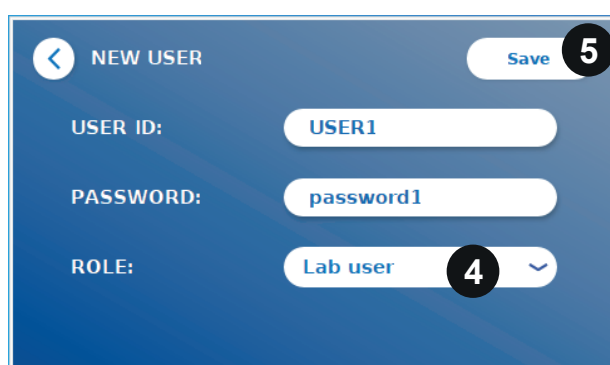 NEW USER
Save
5
USER ID:
USER1
PASSWORD:
password1
ROLE:
Lab user
4